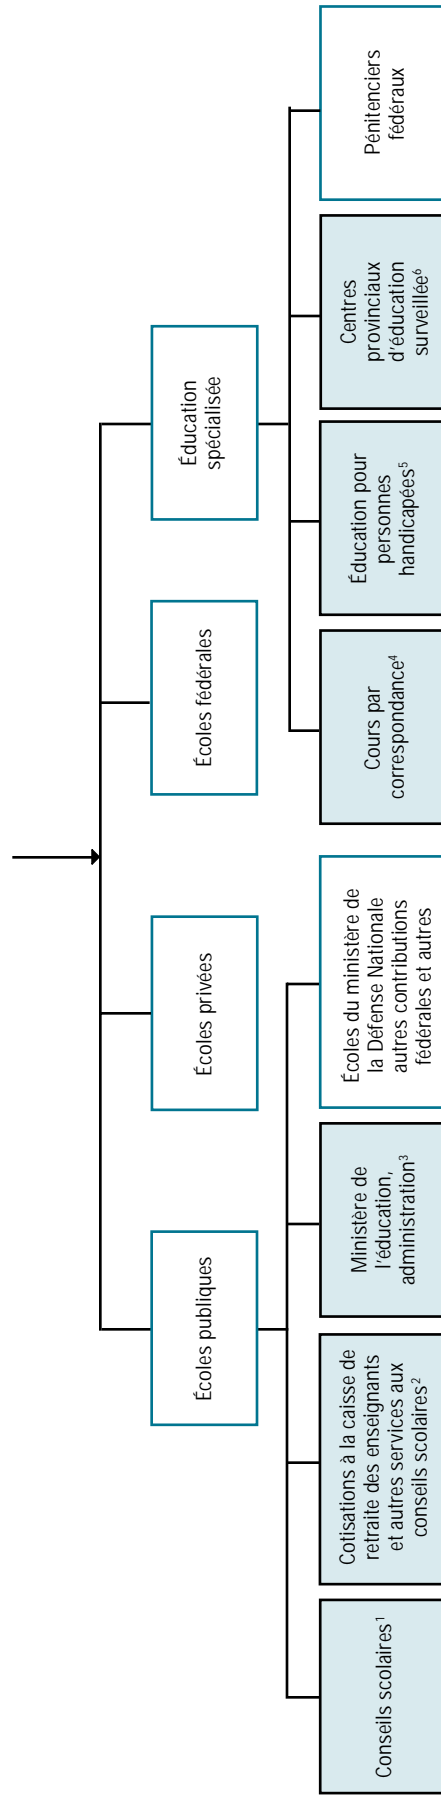 Écoles publiques
Écoles privées
Écoles fédérales
Éducation
spécialisée
Conseils scolaires¹
Cotisations à la caisse de
retraite des enseignants
et autres services aux
conseils scolaires²
Ministère de
l'éducation,
administration³
Écoles du ministère de
la Défense Nationale
autres contributions
fédérales et autres
Cours par
correspondance⁴
Éducation pour
personnes
handicapées⁵
Centres
provinciaux
d'éducation
surveillée⁶
Pénitenciers
fédéraux